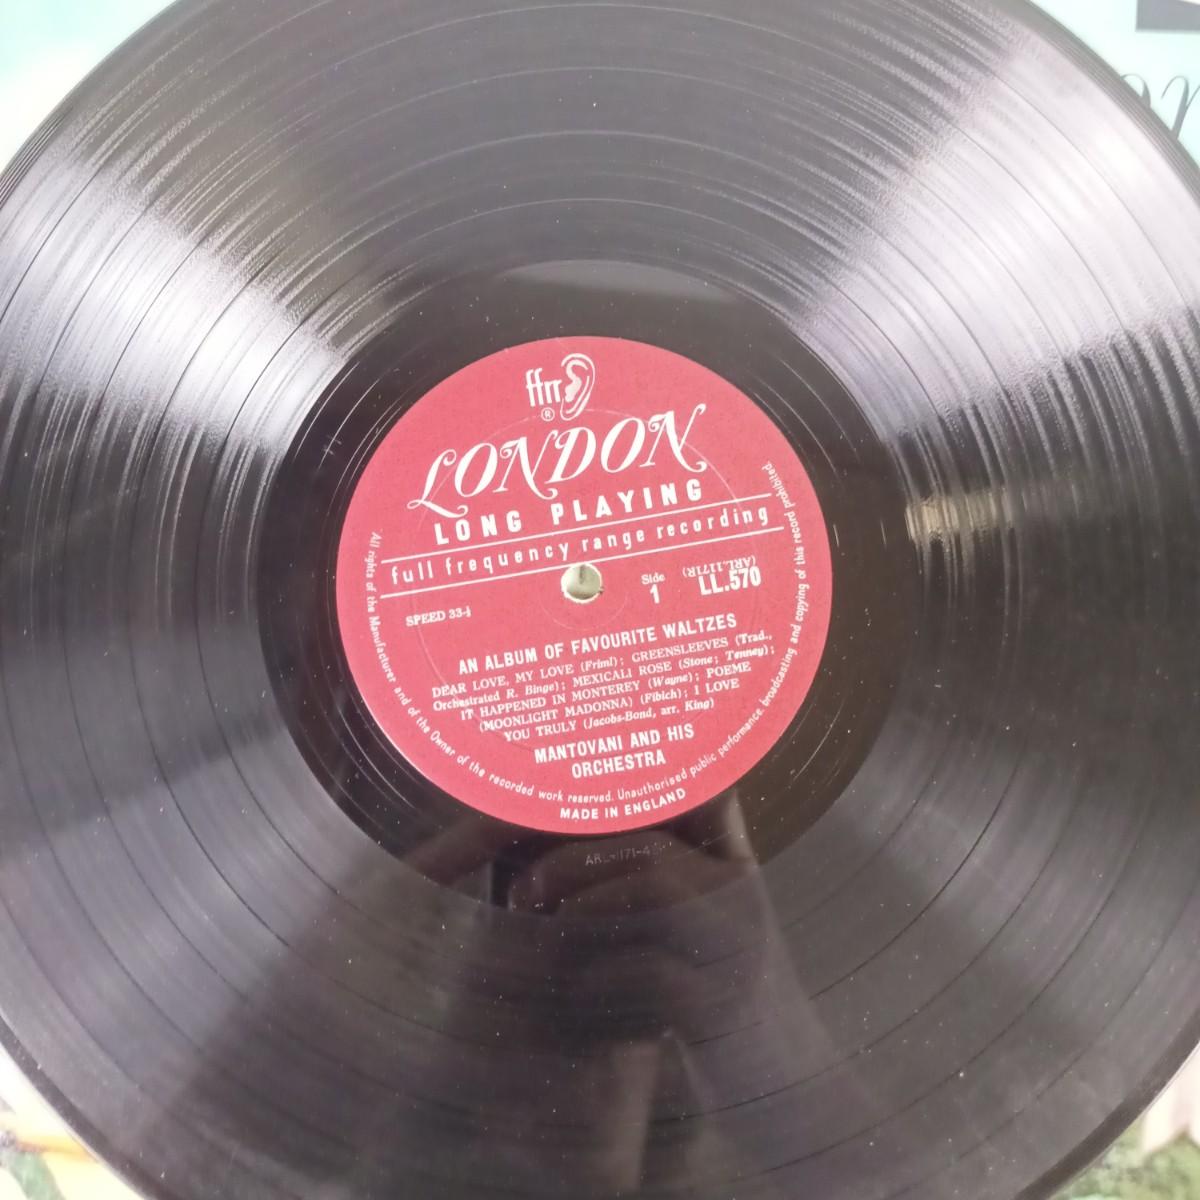 ffrr
®
LONDON
LONG PLAYING
full frequency range recording
SPEED 33⅓
Side
1
(ARL.1171R)
LL.570
AN ALBUM OF FAVOURITE WALTZES
DEAR LOVE, MY LOVE (Friml); GREENSLEEVES (Trad.,
Orchestrated R. Binge); MEXICALI ROSE (Stone; Tenney);
IT HAPPENED IN MONTEREY (Wayne); POEME
(MOONLIGHT MADONNA) (Fibich); I LOVE
YOU TRULY (Jacobs-Bond, arr. King)
MANTOVANI AND HIS
ORCHESTRA
All rights of the Manufacturer and of the Owner of the recorded work reserved. Unauthorised public performance, broadcasting and copying of this record prohibited.
MADE IN ENGLAND